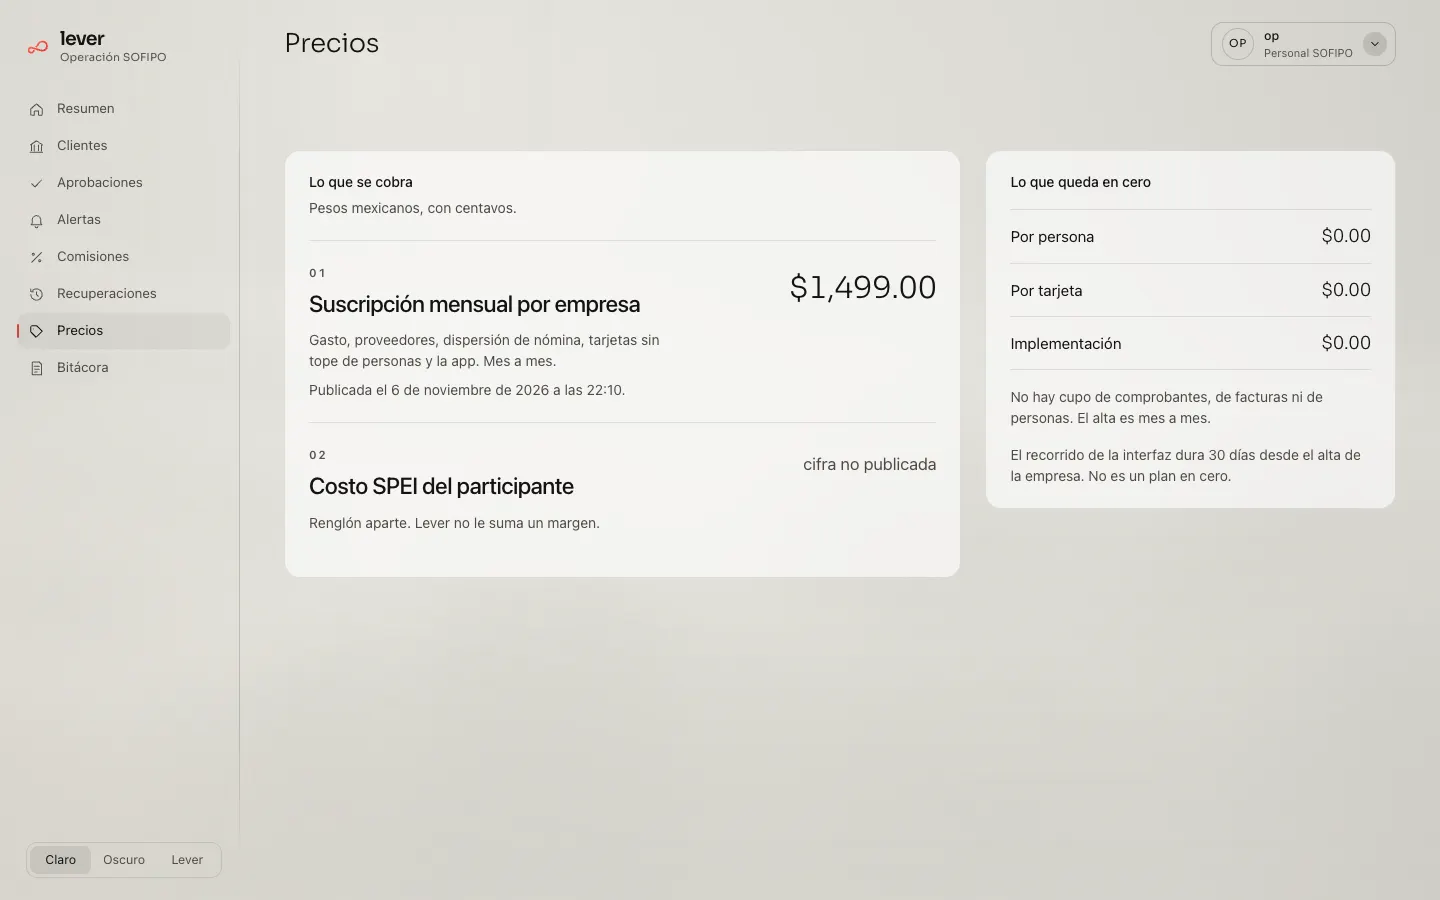 lever
Operación SOFIPO
Resumen
Clientes
Aprobaciones
Alertas
Comisiones
Recuperaciones
Precios
Bitácora
Claro
Oscuro
Lever
Precios
OP
op
Personal SOFIPO
Lo que se cobra
Pesos mexicanos, con centavos.
01
Suscripción mensual por empresa
$1,499.00
Gasto, proveedores, dispersión de nómina, tarjetas sin
tope de personas y la app. Mes a mes.
Publicada el 6 de noviembre de 2026 a las 22:10.
02
Costo SPEI del participante
cifra no publicada
Renglón aparte. Lever no le suma un margen.
Lo que queda en cero
Por persona $0.00
Por tarjeta $0.00
Implementación $0.00
No hay cupo de comprobantes, de facturas ni de
personas. El alta es mes a mes.
El recorrido de la interfaz dura 30 días desde el alta de
la empresa. No es un plan en cero.